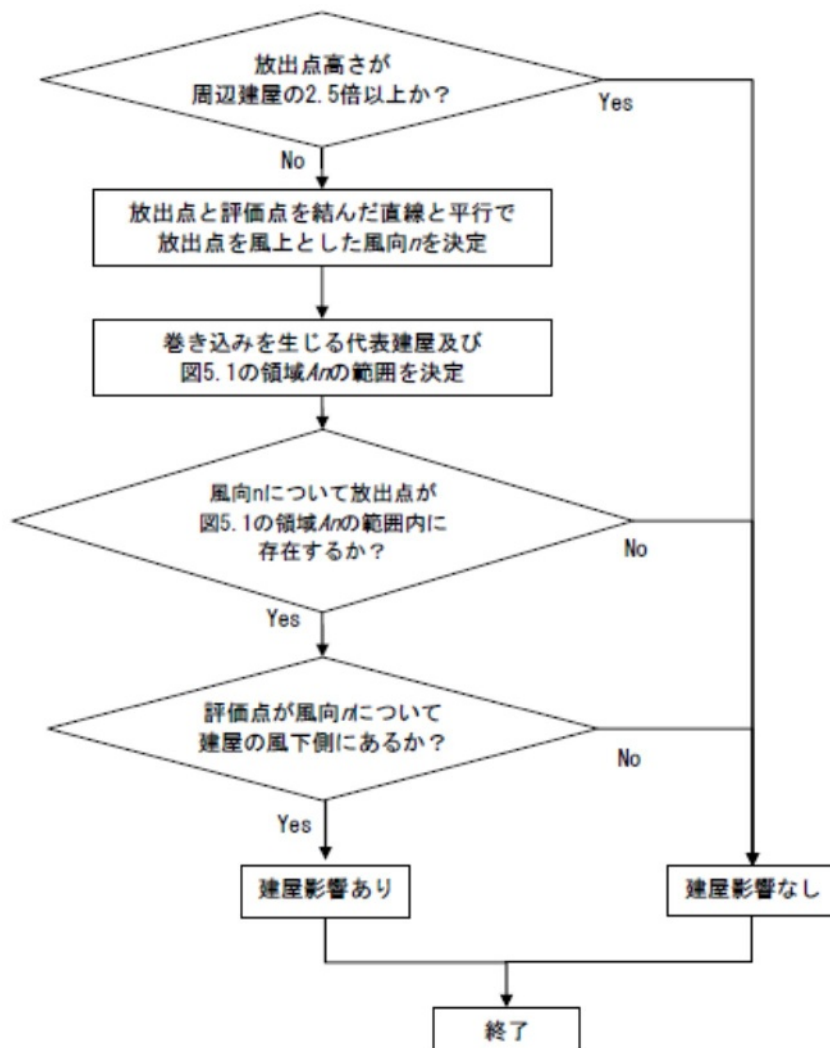 放出点高さが
周辺建屋の2.5倍以上か？
Yes
No
放出点と評価点を結んだ直線と平行で
放出点を風上とした風向nを決定
巻き込みを生じる代表建屋及び
図5.1の領域Anの範囲を決定
風向nについて放出点が
図5.1の領域Anの範囲内に
存在するか？
No
Yes
評価点が風向nについて
建屋の風下側にあるか？
No
Yes
建屋影響あり
建屋影響なし
終了